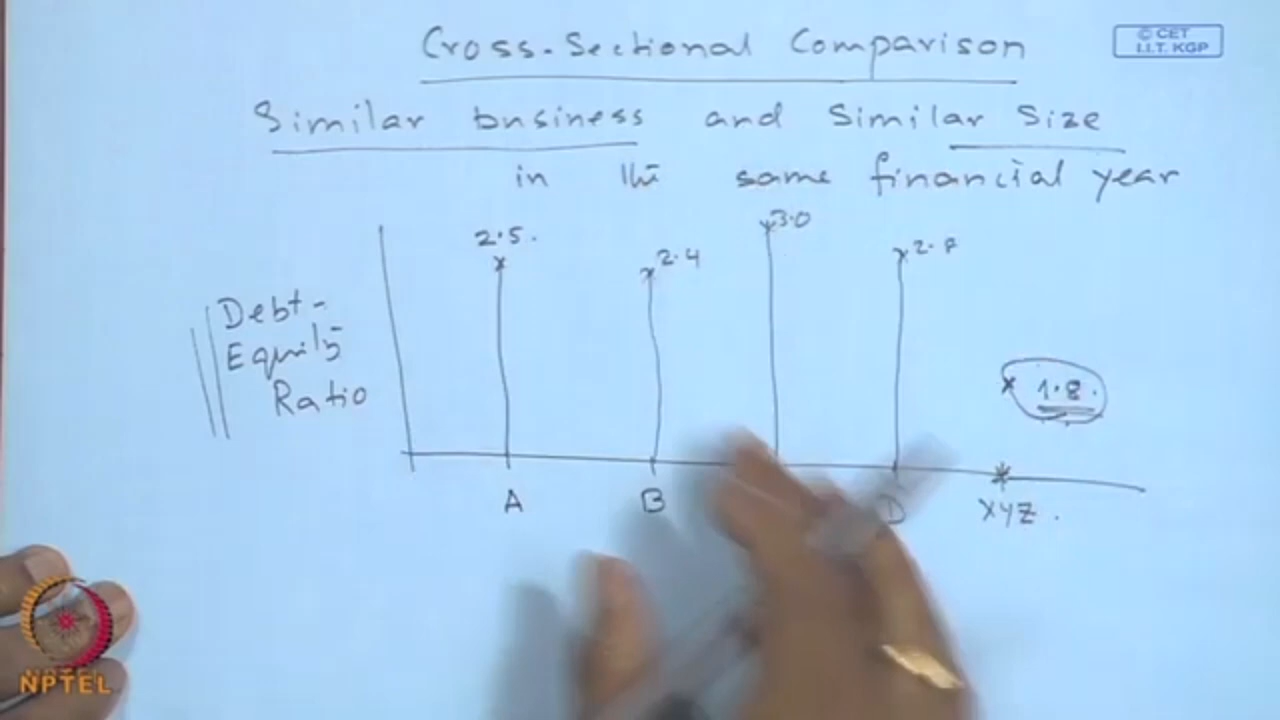 Cross-Sectional Comparison
© CET
I.I.T. KGP
Similar business and Similar Size
in the same financial year
2.5.
2.4
3.0
Debt-
Equity
Ratio
1.8.
A
B
D
XYZ.
NPTEL